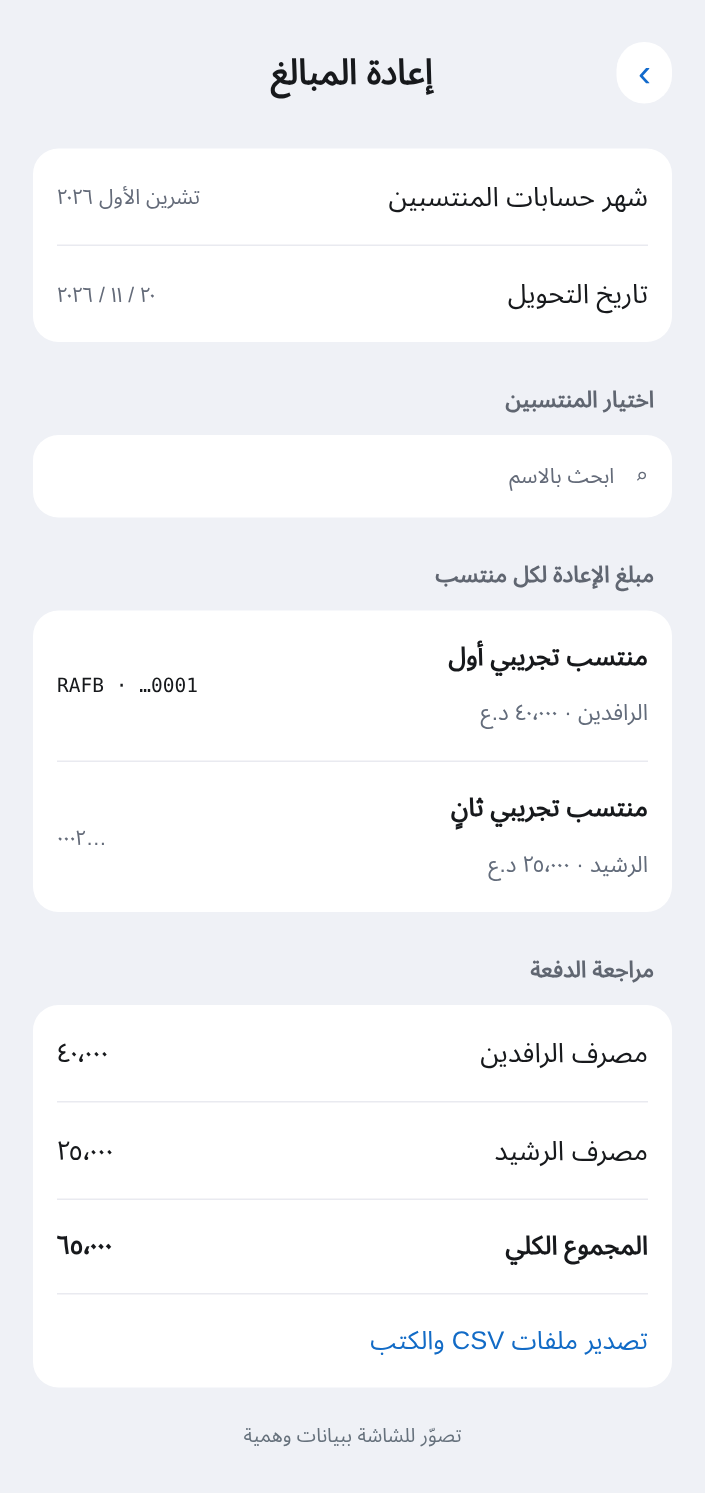 إعادة المبالغ
شهر حسابات المنتسبين تشرين الأول ٢٠٢٦
تاريخ التحويل ٢٠ / ١١ / ٢٠٢٦
اختيار المنتسبين
ابحث بالاسم
مبلغ الإعادة لكل منتسب
منتسب تجريبي أول
RAFB · …0001
الرافدين · ٤٠،٠٠٠ د.ع
منتسب تجريبي ثانٍ
…٢٠٠٠
الرشيد · ٢٥،٠٠٠ د.ع
مراجعة الدفعة
مصرف الرافدين ٤٠،٠٠٠
مصرف الرشيد ٢٥،٠٠٠
المجموع الكلي ٦٥،٠٠٠
تصدير ملفات CSV والكتب
تصوّر للشاشة ببيانات وهمية